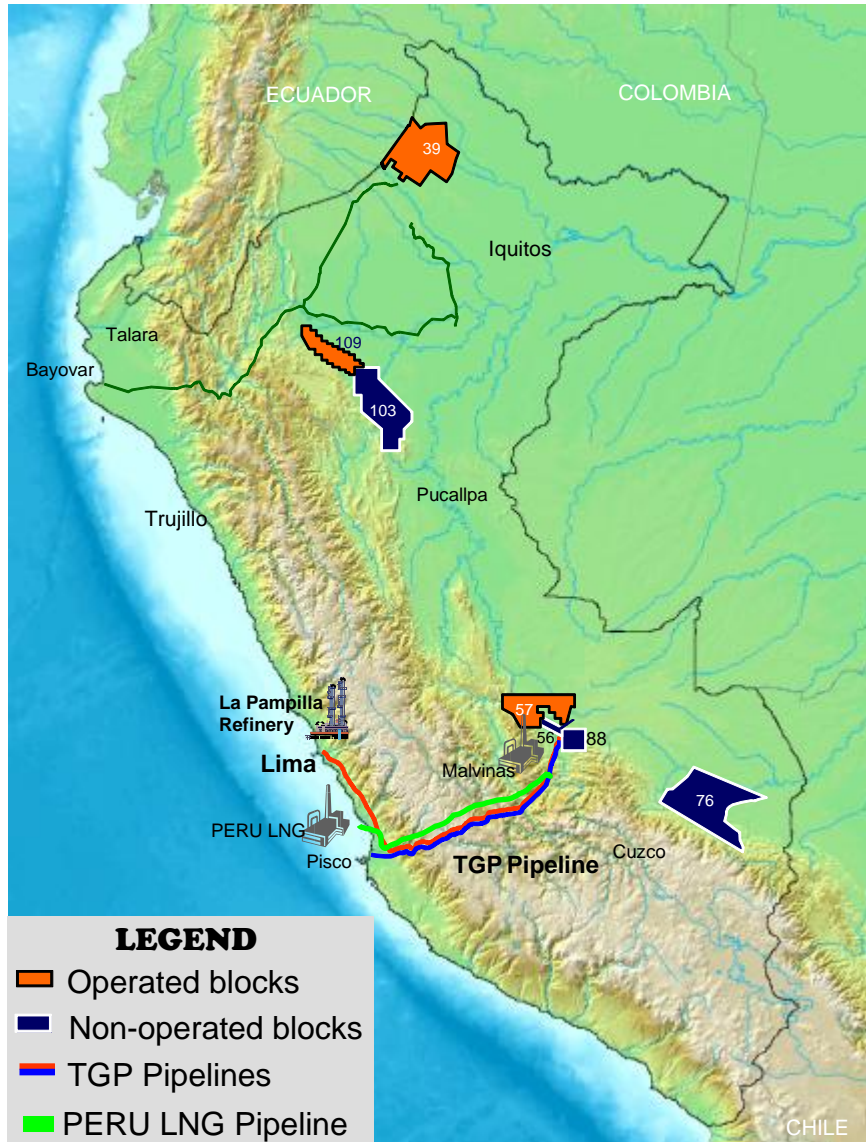 ECUADOR
COLOMBIA
39
Iquitos
Talara
109
Bayovar
103
Pucallpa
Trujillo
La Pampilla
Refinery
57
Lima
56
88
Malvinas
76
PERU LNG
Cuzco
Pisco
TGP Pipeline
LEGEND
Operated blocks
Non-operated blocks
TGP Pipelines
PERU LNG Pipeline
CHILE